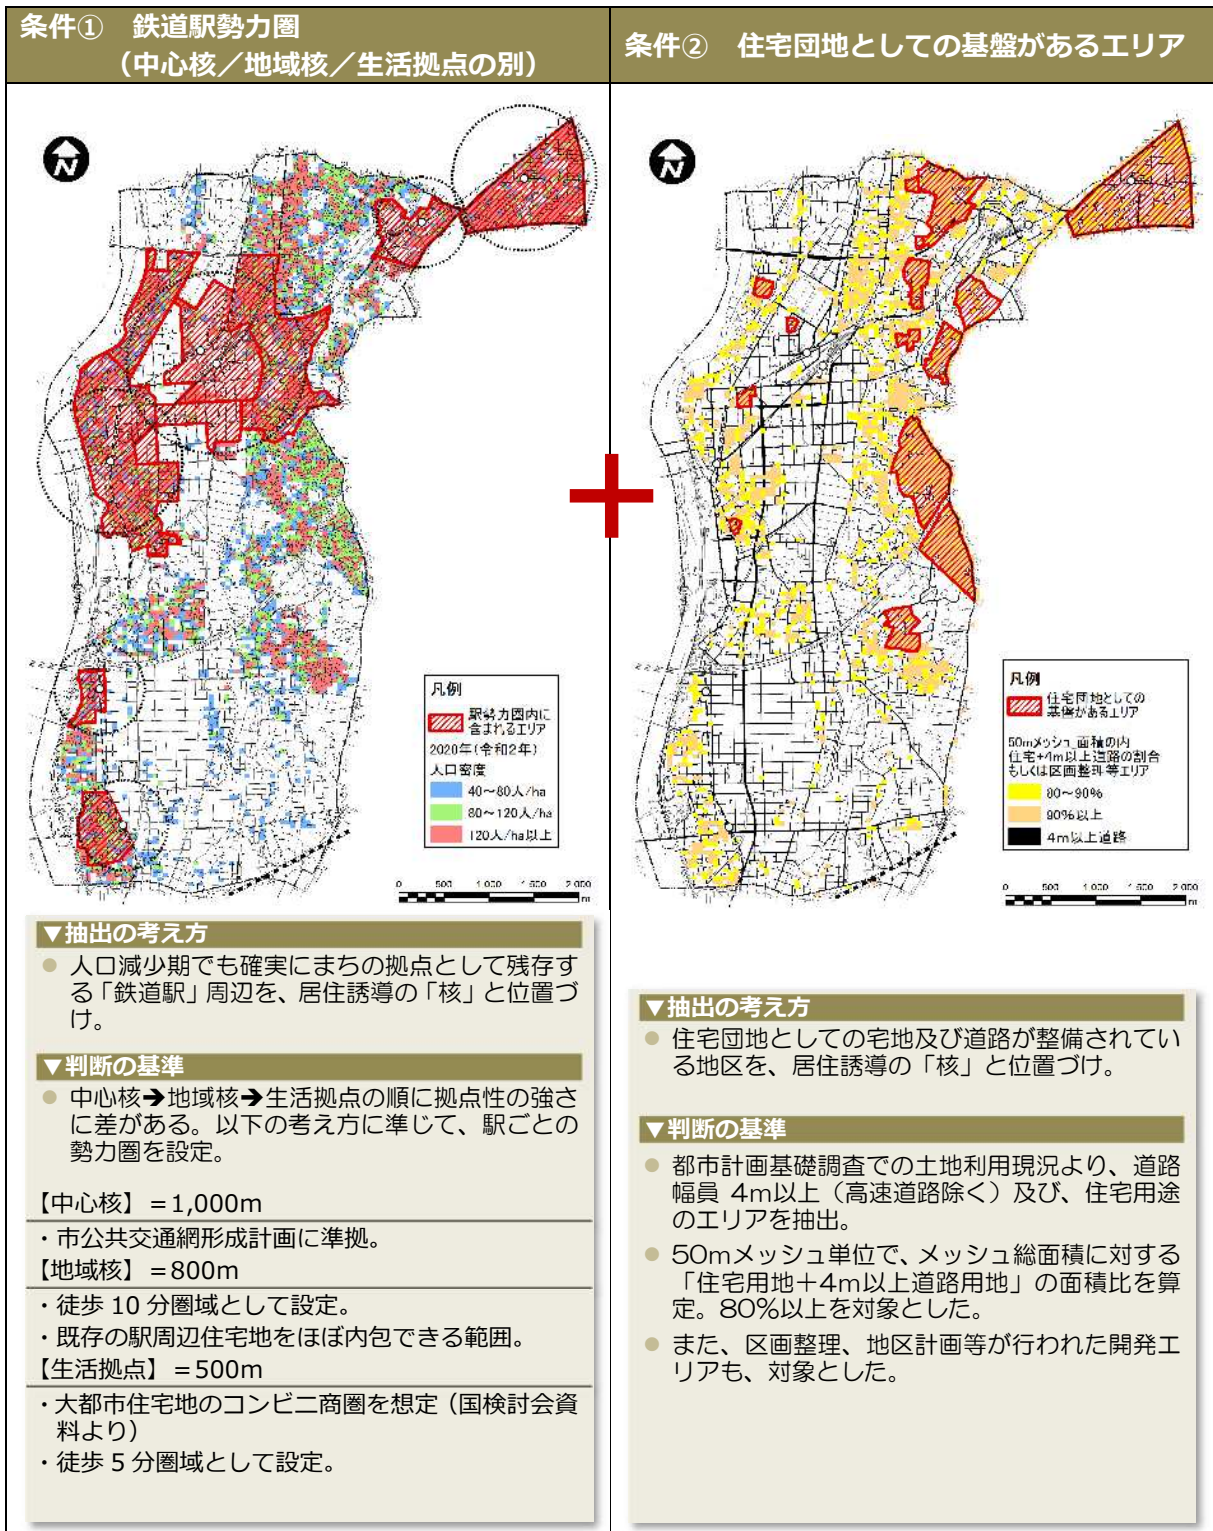 条件① 鉄道駅勢力圏
(中心核/地域核/生活拠点の別)
N
凡例
駅勢力圏内に
含まれるエリア
2020年(令和2年)
人口密度
40～80人/ha
80～120人/ha
120人/ha以上
0 500 1 000 1 500 2 000
m
▼抽出の考え方
● 人口減少期でも確実にまちの拠点として残存す
る「鉄道駅」周辺を、居住誘導の「核」と位置づ
け。
▼判断の基準
● 中心核➔地域核➔生活拠点の順に拠点性の強さ
に差がある。以下の考え方に準じて、駅ごとの
勢力圏を設定。
【中心核】=1,000m
・市公共交通網形成計画に準拠。
【地域核】=800m
・徒歩 10 分圏域として設定。
・既存の駅周辺住宅地をほぼ内包できる範囲。
【生活拠点】=500m
・大都市住宅地のコンビニ商圏を想定(国検討会資
料より)
・徒歩 5 分圏域として設定。
条件② 住宅団地としての基盤があるエリア
N
凡例
住宅団地としての
基盤があるエリア
50mメッシュ面積の内
住宅+4m以上道路の割合
もしくは区画整理等エリア
80～90%
90%以上
4m以上道路
0 500 1 000 1 500 2 000
m
▼抽出の考え方
● 住宅団地としての宅地及び道路が整備されてい
る地区を、居住誘導の「核」と位置づけ。
▼判断の基準
● 都市計画基礎調査での土地利用現況より、道路
幅員 4m以上(高速道路除く)及び、住宅用途
のエリアを抽出。
● 50mメッシュ単位で、メッシュ総面積に対する
「住宅用地+4m以上道路用地」の面積比を算
定。80%以上を対象とした。
● また、区画整理、地区計画等が行われた開発エ
リアも、対象とした。